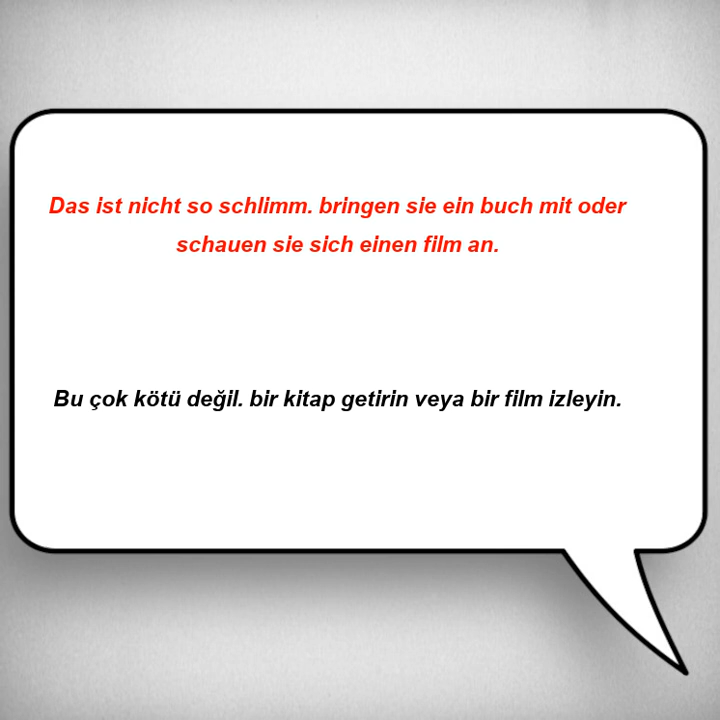 Das ist nicht so schlimm. bringen sie ein buch mit oder
schauen sie sich einen film an.
Bu çok kötü değil. bir kitap getirin veya bir film izleyin.